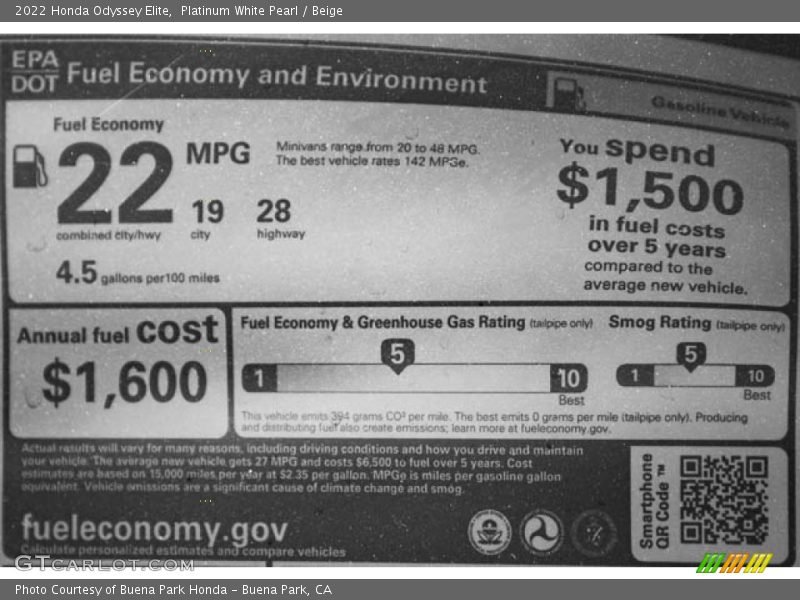 2022 Honda Odyssey Elite, Platinum White Pearl / Beige
EPA
DOT
Fuel Economy and Environment
Gasoline Vehicle
Fuel Economy
22
MPG
combined city/hwy
19
city
28
highway
4.5 gallons per 100 miles
Minivans range from 20 to 48 MPG.
The best vehicle rates 142 MPGe.
You spend
$1,500
in fuel costs
over 5 years
compared to the
average new vehicle.
Annual fuel cost
$1,600
Fuel Economy & Greenhouse Gas Rating (tailpipe only)
5
1
10
Best
Smog Rating (tailpipe only)
5
1
10
Best
This vehicle emits 394 grams CO² per mile. The best emits 0 grams per mile (tailpipe only). Producing
and distributing fuel also create emissions; learn more at fueleconomy.gov.
Actual results will vary for many reasons, including driving conditions and how you drive and maintain
your vehicle. The average new vehicle gets 27 MPG and costs $6,500 to fuel over 5 years. Cost
estimates are based on 15,000 miles per year at $2.35 per gallon. MPGe is miles per gasoline gallon
equivalent. Vehicle emissions are a significant cause of climate change and smog.
fueleconomy.gov
Calculate personalized estimates and compare vehicles
Smartphone
QR Code™
GTCARLOT.COM
Photo Courtesy of Buena Park Honda - Buena Park, CA